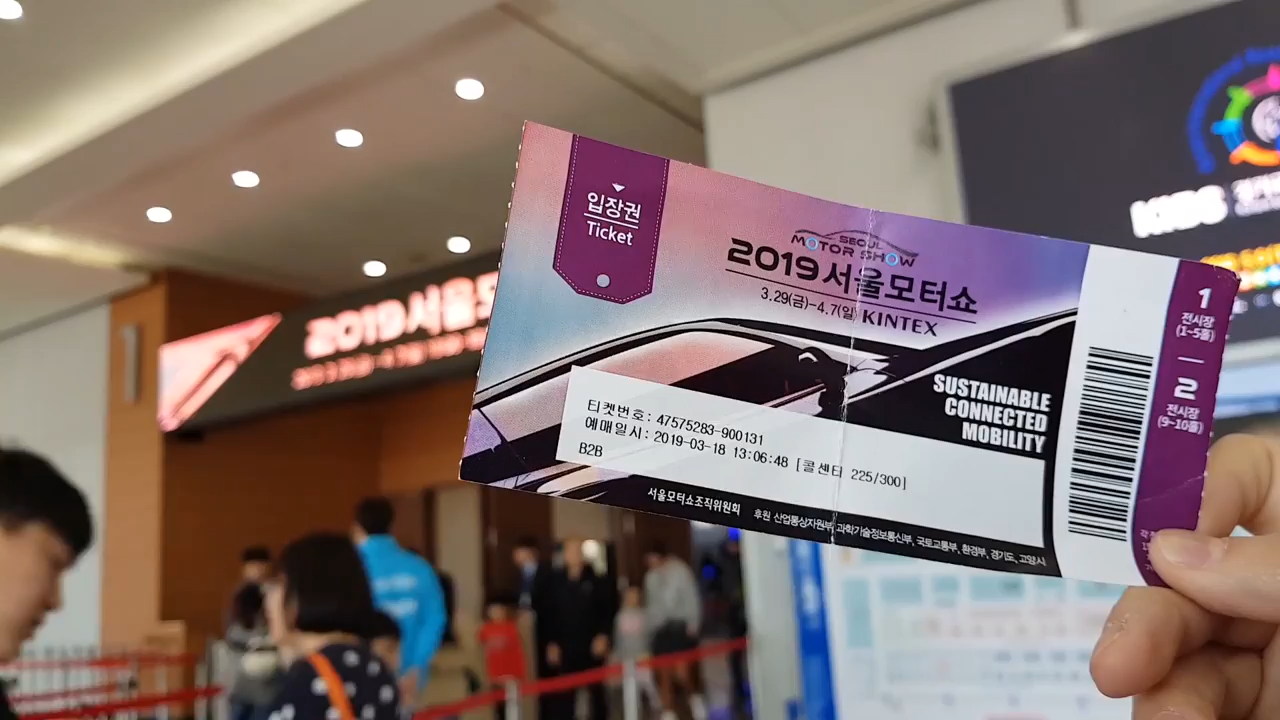 입장권
Ticket
SEOUL
MOTOR SHOW
2019서울모터쇼
3.29(금)-4.7(일) KINTEX
SUSTAINABLE
CONNECTED
MOBILITY
티켓번호: 47575283-900131
예매일시: 2019-03-18 13:06:48 [콜센터 225/300]
B2B
서울모터쇼조직위원회 후원 산업통상자원부, 과학기술정보통신부, 국토교통부, 환경부, 경기도, 고양시
1
전시장
(1~5홀)
2
전시장
(9~10홀)
2019서울모